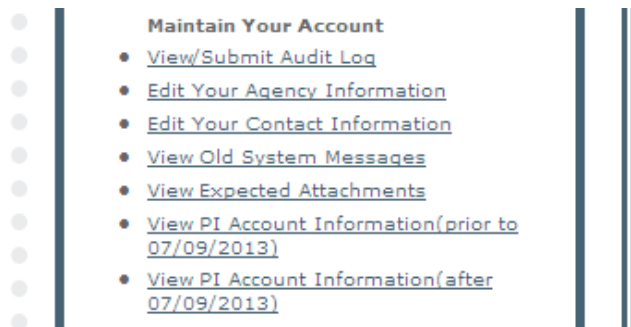 Maintain Your Account
View/Submit Audit Log
Edit Your Agency Information
Edit Your Contact Information
View Old System Messages
View Expected Attachments
View PI Account Information(prior to
07/09/2013)
View PI Account Information(after
07/09/2013)